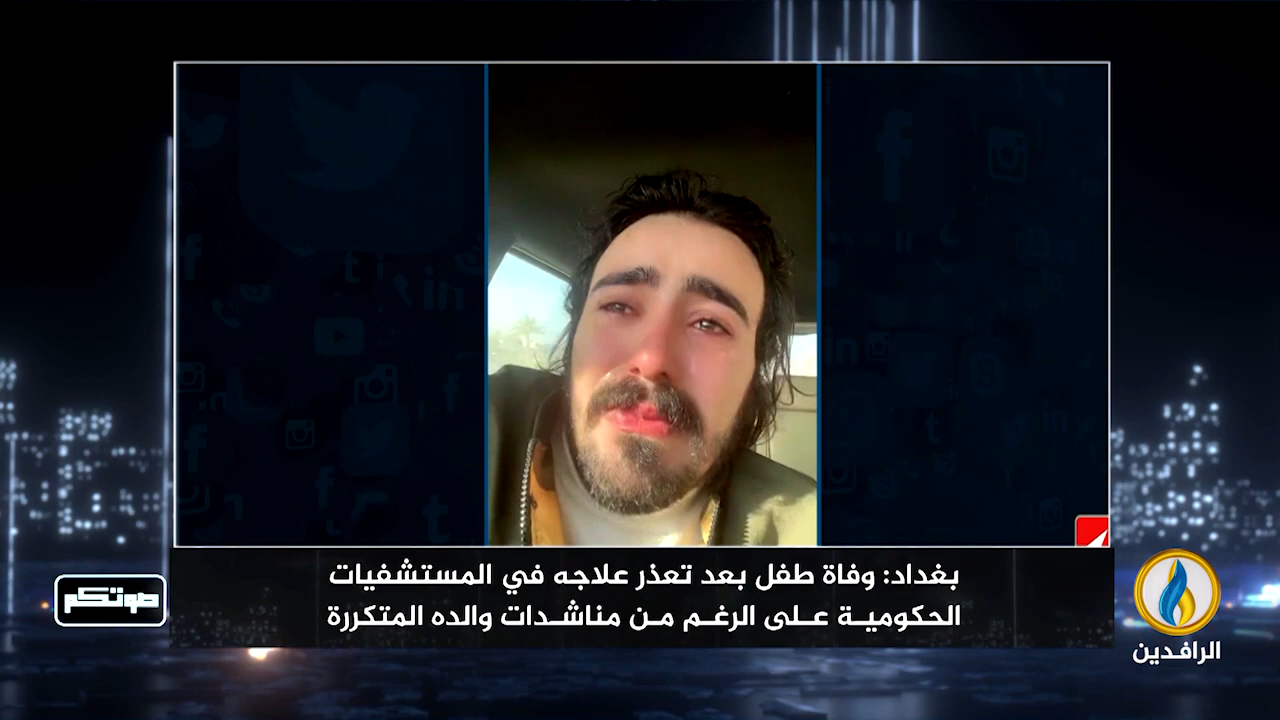 بغداد: وفاة طفل بعد تعذر علاجه في المستشفيات
الحكومية على الرغم من مناشدات والده المتكررة
صوتكم
الرافدين